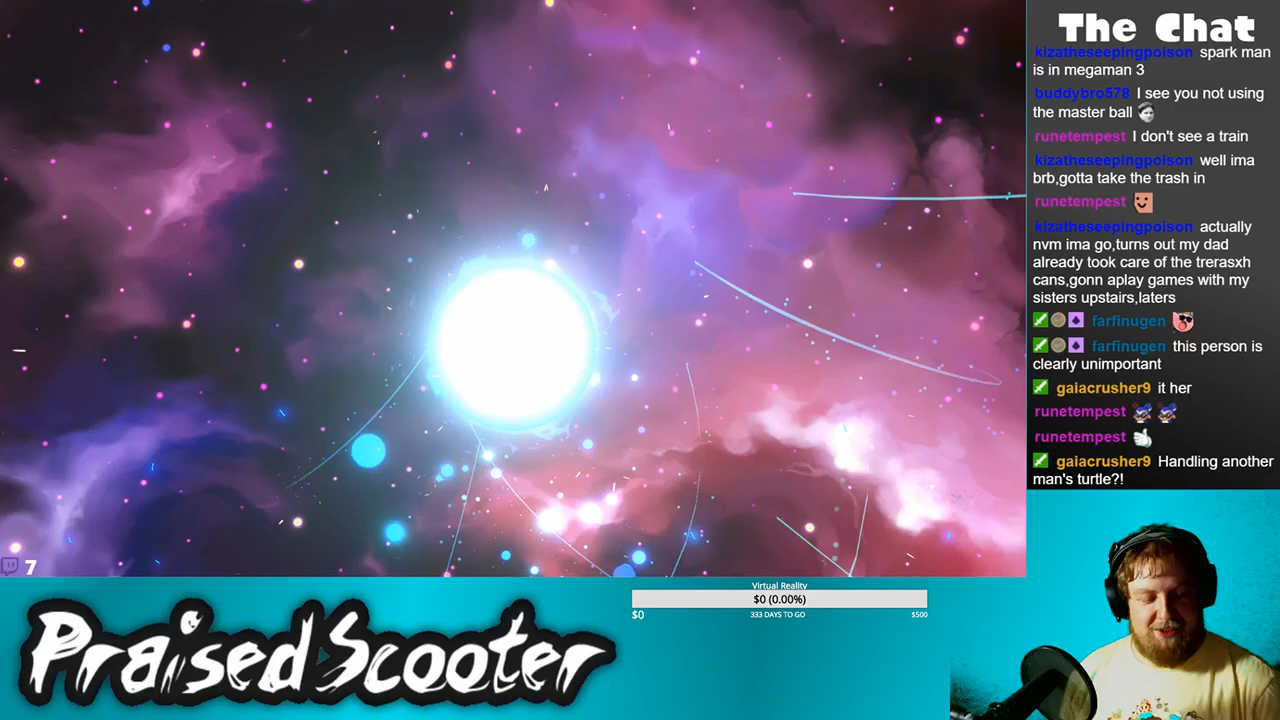 The Chat
kizatheseepingpoison spark man
is in megaman 3
buddybro578 I see you not using
the master ball
runetempest I don't see a train
kizatheseepingpoison well ima
brb,gotta take the trash in
runetempest
kizatheseepingpoison actually
nvm ima go,turns out my dad
already took care of the trerasxh
cans,gonn aplay games with my
sisters upstairs,laters
farfinugen
farfinugen this person is
clearly unimportant
gaiacrusher9 it her
runetempest
runetempest
gaiacrusher9 Handling another
man's turtle?!
7
Virtual Reality
$0 (0.00%)
$0 333 DAYS TO GO $500
PraisedScooter